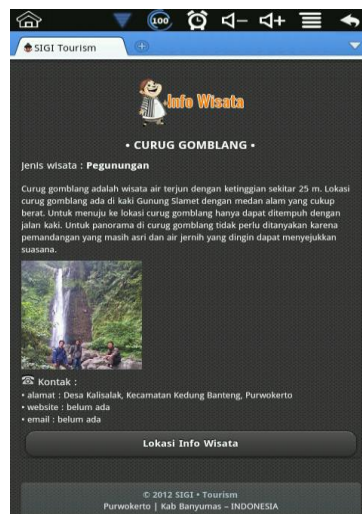 100
SIGI Tourism
Info Wisata
• CURUG GOMBLANG •
Jenis wisata : Pegunungan
Curug gomblang adalah wisata air terjun dengan ketinggian sekitar 25 m. Lokasi
curug gomblang ada di kaki Gunung Slamet dengan medan alam yang cukup
berat. Untuk menuju ke lokasi curug gomblang hanya dapat ditempuh dengan
jalan kaki. Untuk panorama di curug gomblang tidak perlu ditanyakan karena
pemandangan yang masih asri dan air jernih yang dingin dapat menyejukkan
suasana.
Kontak :
• alamat : Desa Kalisalak, Kecamatan Kedung Banteng, Purwokerto
• website : belum ada
• email : belum ada
Lokasi Info Wisata
© 2012 SIGI • Tourism
Purwokerto | Kab Banyumas – INDONESIA